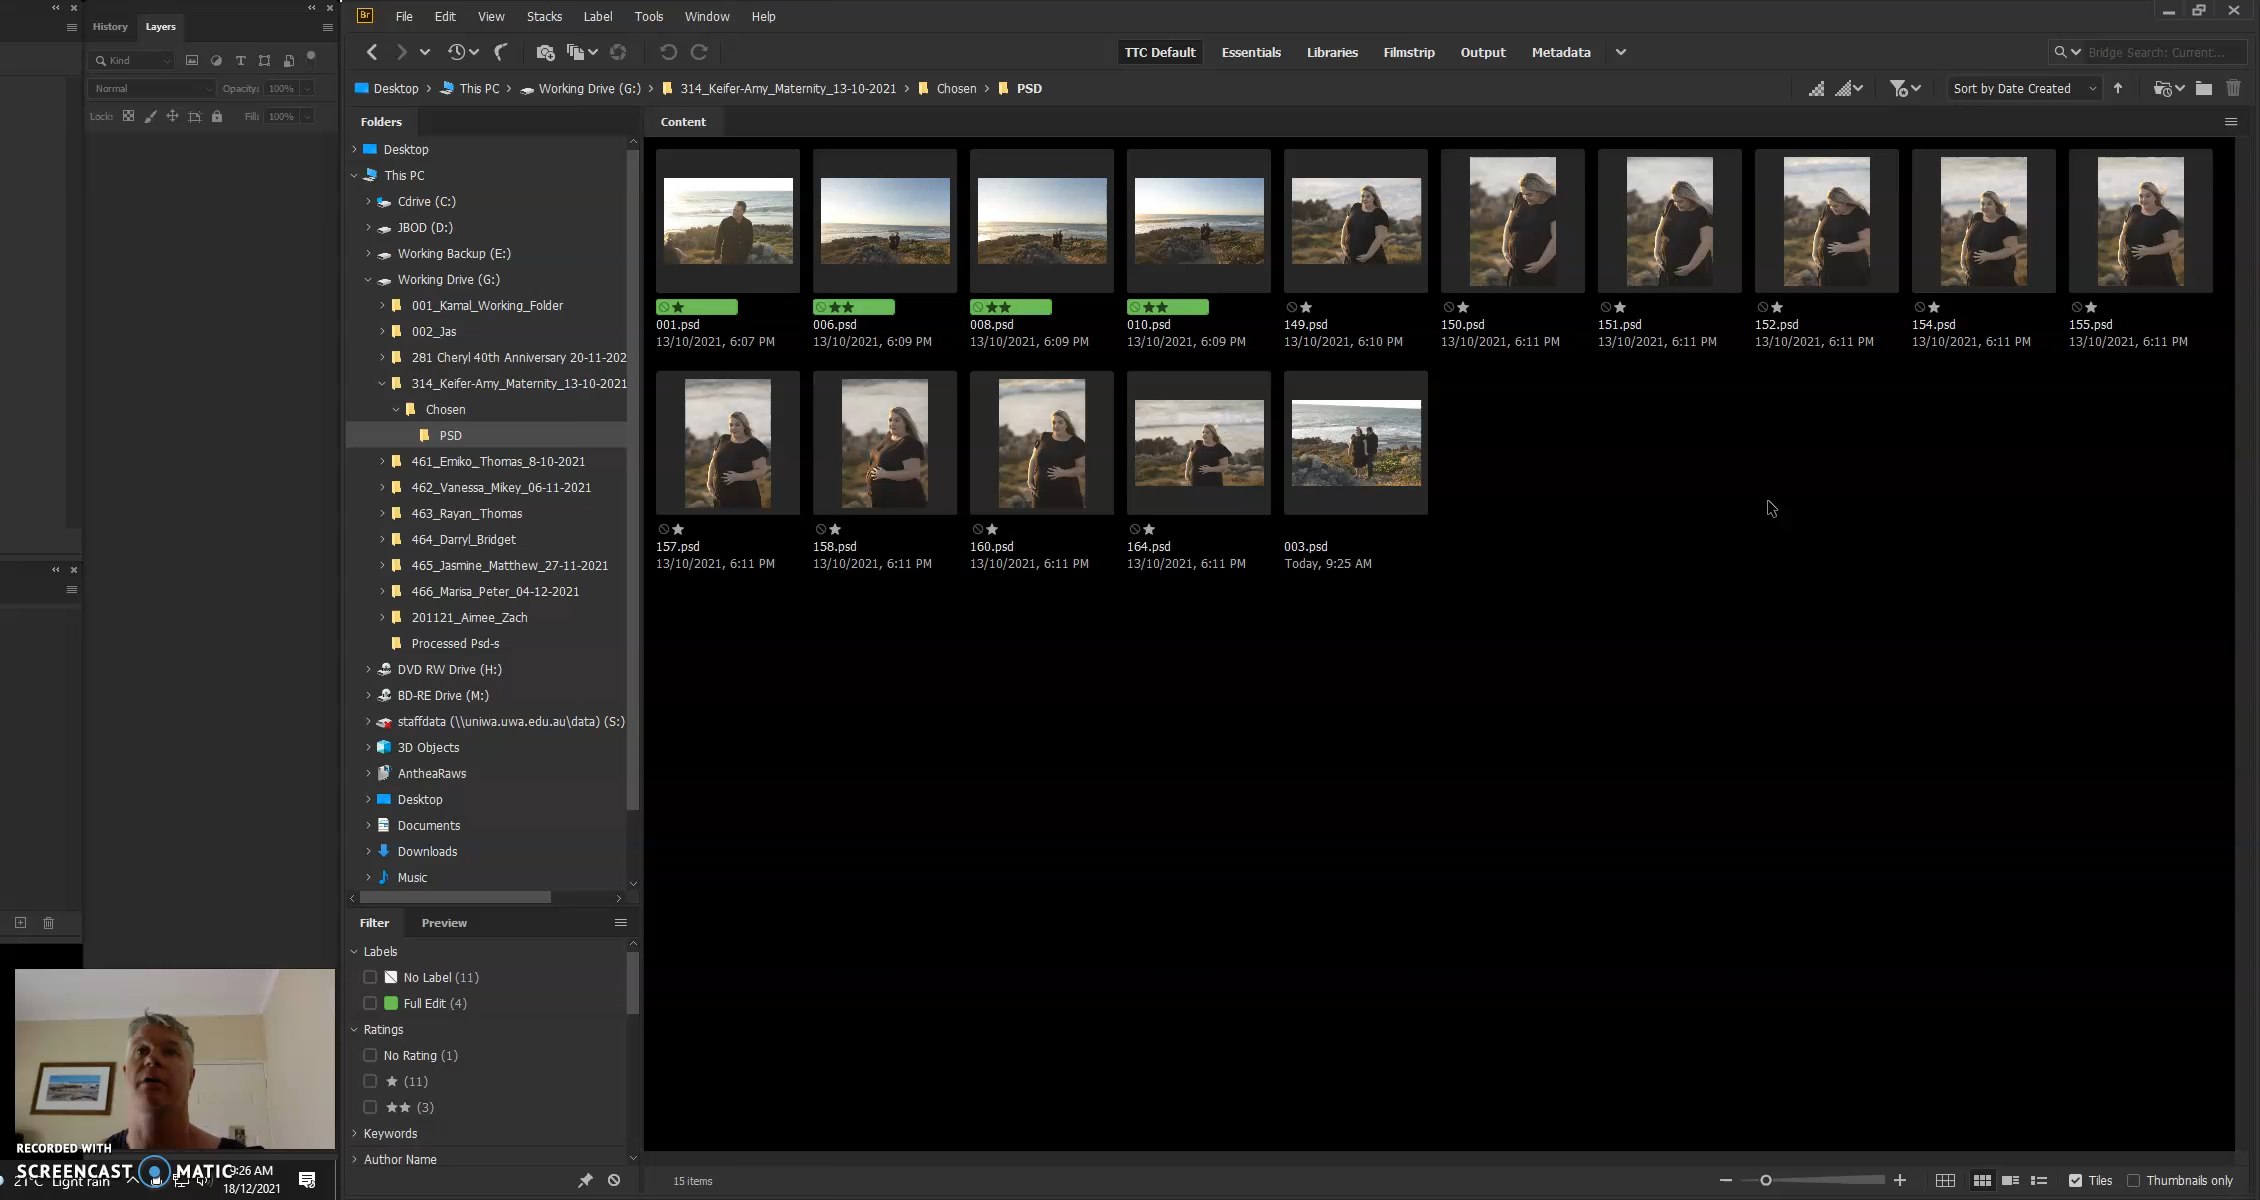 History
Layers
Br
File
Edit
View
Stacks
Label
Tools
Window
Help
Kind
Normal
Opacity:
100%
Lock:
Fill:
100%
TTC Default
Essentials
Libraries
Filmstrip
Output
Metadata
Bridge Search: Current...
Desktop
This PC
Working Drive (G:)
314_Keifer-Amy_Maternity_13-10-2021
Chosen
PSD
Sort by Date Created
Folders
Content
Desktop
This PC
Cdrive (C:)
JBOD (D:)
Working Backup (E:)
Working Drive (G:)
001_Kamal_Working_Folder
002_Jas
281 Cheryl 40th Anniversary 20-11-202
314_Keifer-Amy_Maternity_13-10-2021
Chosen
PSD
461_Emiko_Thomas_8-10-2021
462_Vanessa_Mikey_06-11-2021
463_Rayan_Thomas
464_Darryl_Bridget
465_Jasmine_Matthew_27-11-2021
466_Marisa_Peter_04-12-2021
201121_Aimee_Zach
Processed Psd-s
DVD RW Drive (H:)
BD-RE Drive (M:)
staffdata (\\uniwa.uwa.edu.au\data) (S:)
3D Objects
AntheaRaws
Desktop
Documents
Downloads
Music
001.psd
13/10/2021, 6:07 PM
006.psd
13/10/2021, 6:09 PM
008.psd
13/10/2021, 6:09 PM
010.psd
13/10/2021, 6:09 PM
149.psd
13/10/2021, 6:10 PM
150.psd
13/10/2021, 6:11 PM
151.psd
13/10/2021, 6:11 PM
152.psd
13/10/2021, 6:11 PM
154.psd
13/10/2021, 6:11 PM
155.psd
13/10/2021, 6:11 PM
157.psd
13/10/2021, 6:11 PM
158.psd
13/10/2021, 6:11 PM
160.psd
13/10/2021, 6:11 PM
164.psd
13/10/2021, 6:11 PM
003.psd
Today, 9:25 AM
Filter
Preview
Labels
No Label (11)
Full Edit (4)
Ratings
No Rating (1)
(11)
(3)
Keywords
Author Name
15 items
Tiles
Thumbnails only
RECORDED WITH
SCREENCAST MATIC
21°C Light rain
9:26 AM
18/12/2021